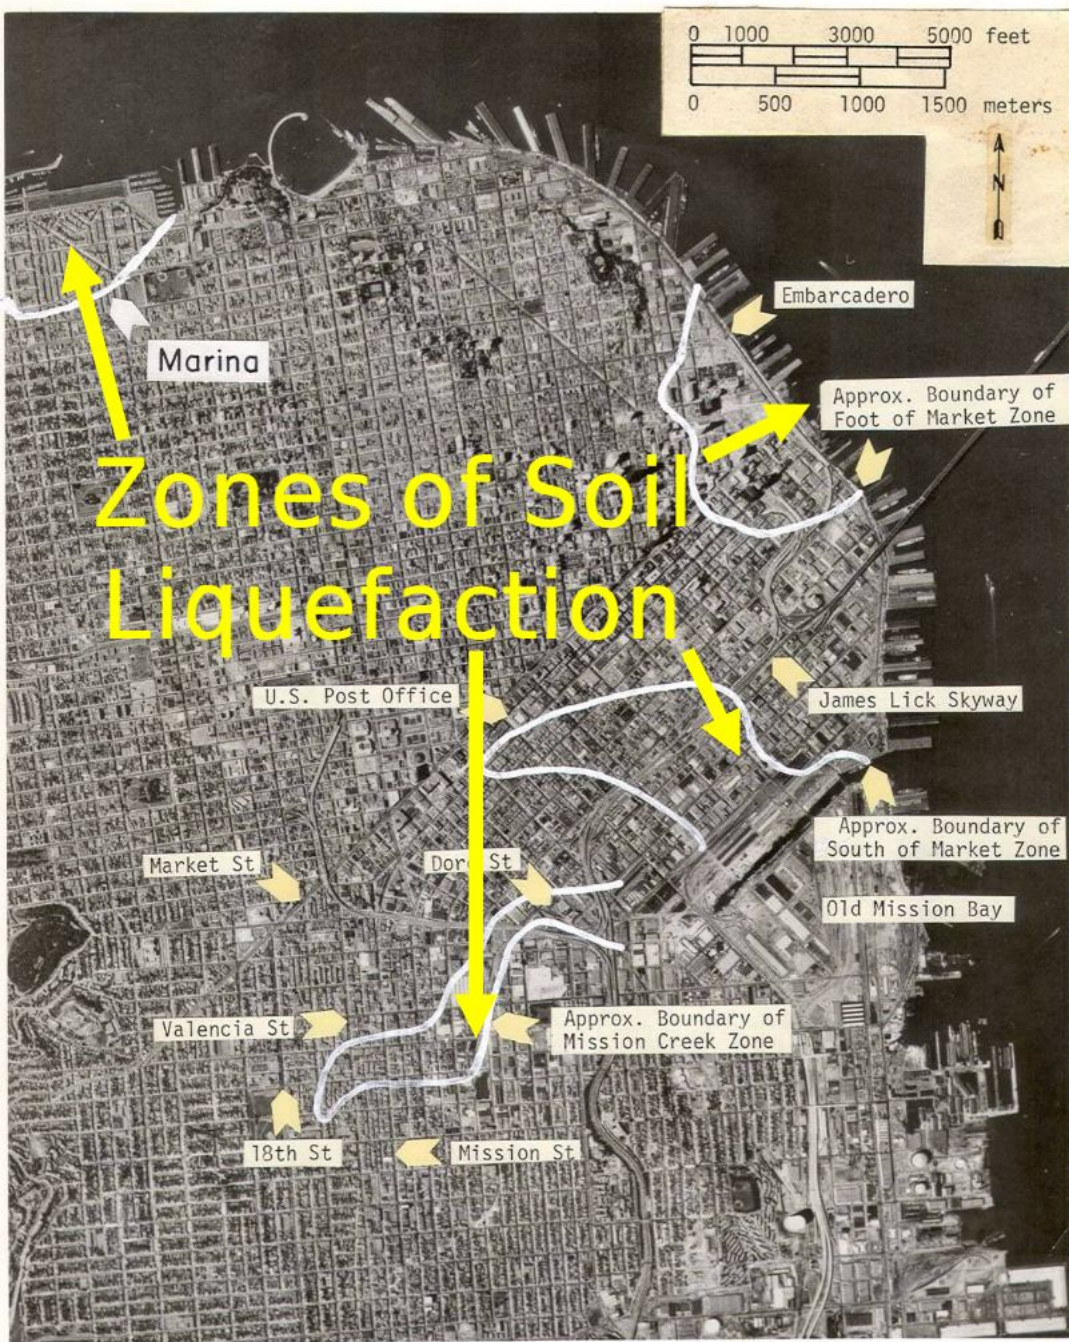 0 1000 3000 5000 feet
0 500 1000 1500 meters
N
Embarcadero
Marina
Approx. Boundary of
Foot of Market Zone
Zones of Soil
Liquefaction
U.S. Post Office
James Lick Skyway
Approx. Boundary of
South of Market Zone
Market St
Dore St
Old Mission Bay
Valencia St
Approx. Boundary of
Mission Creek Zone
18th St
Mission St